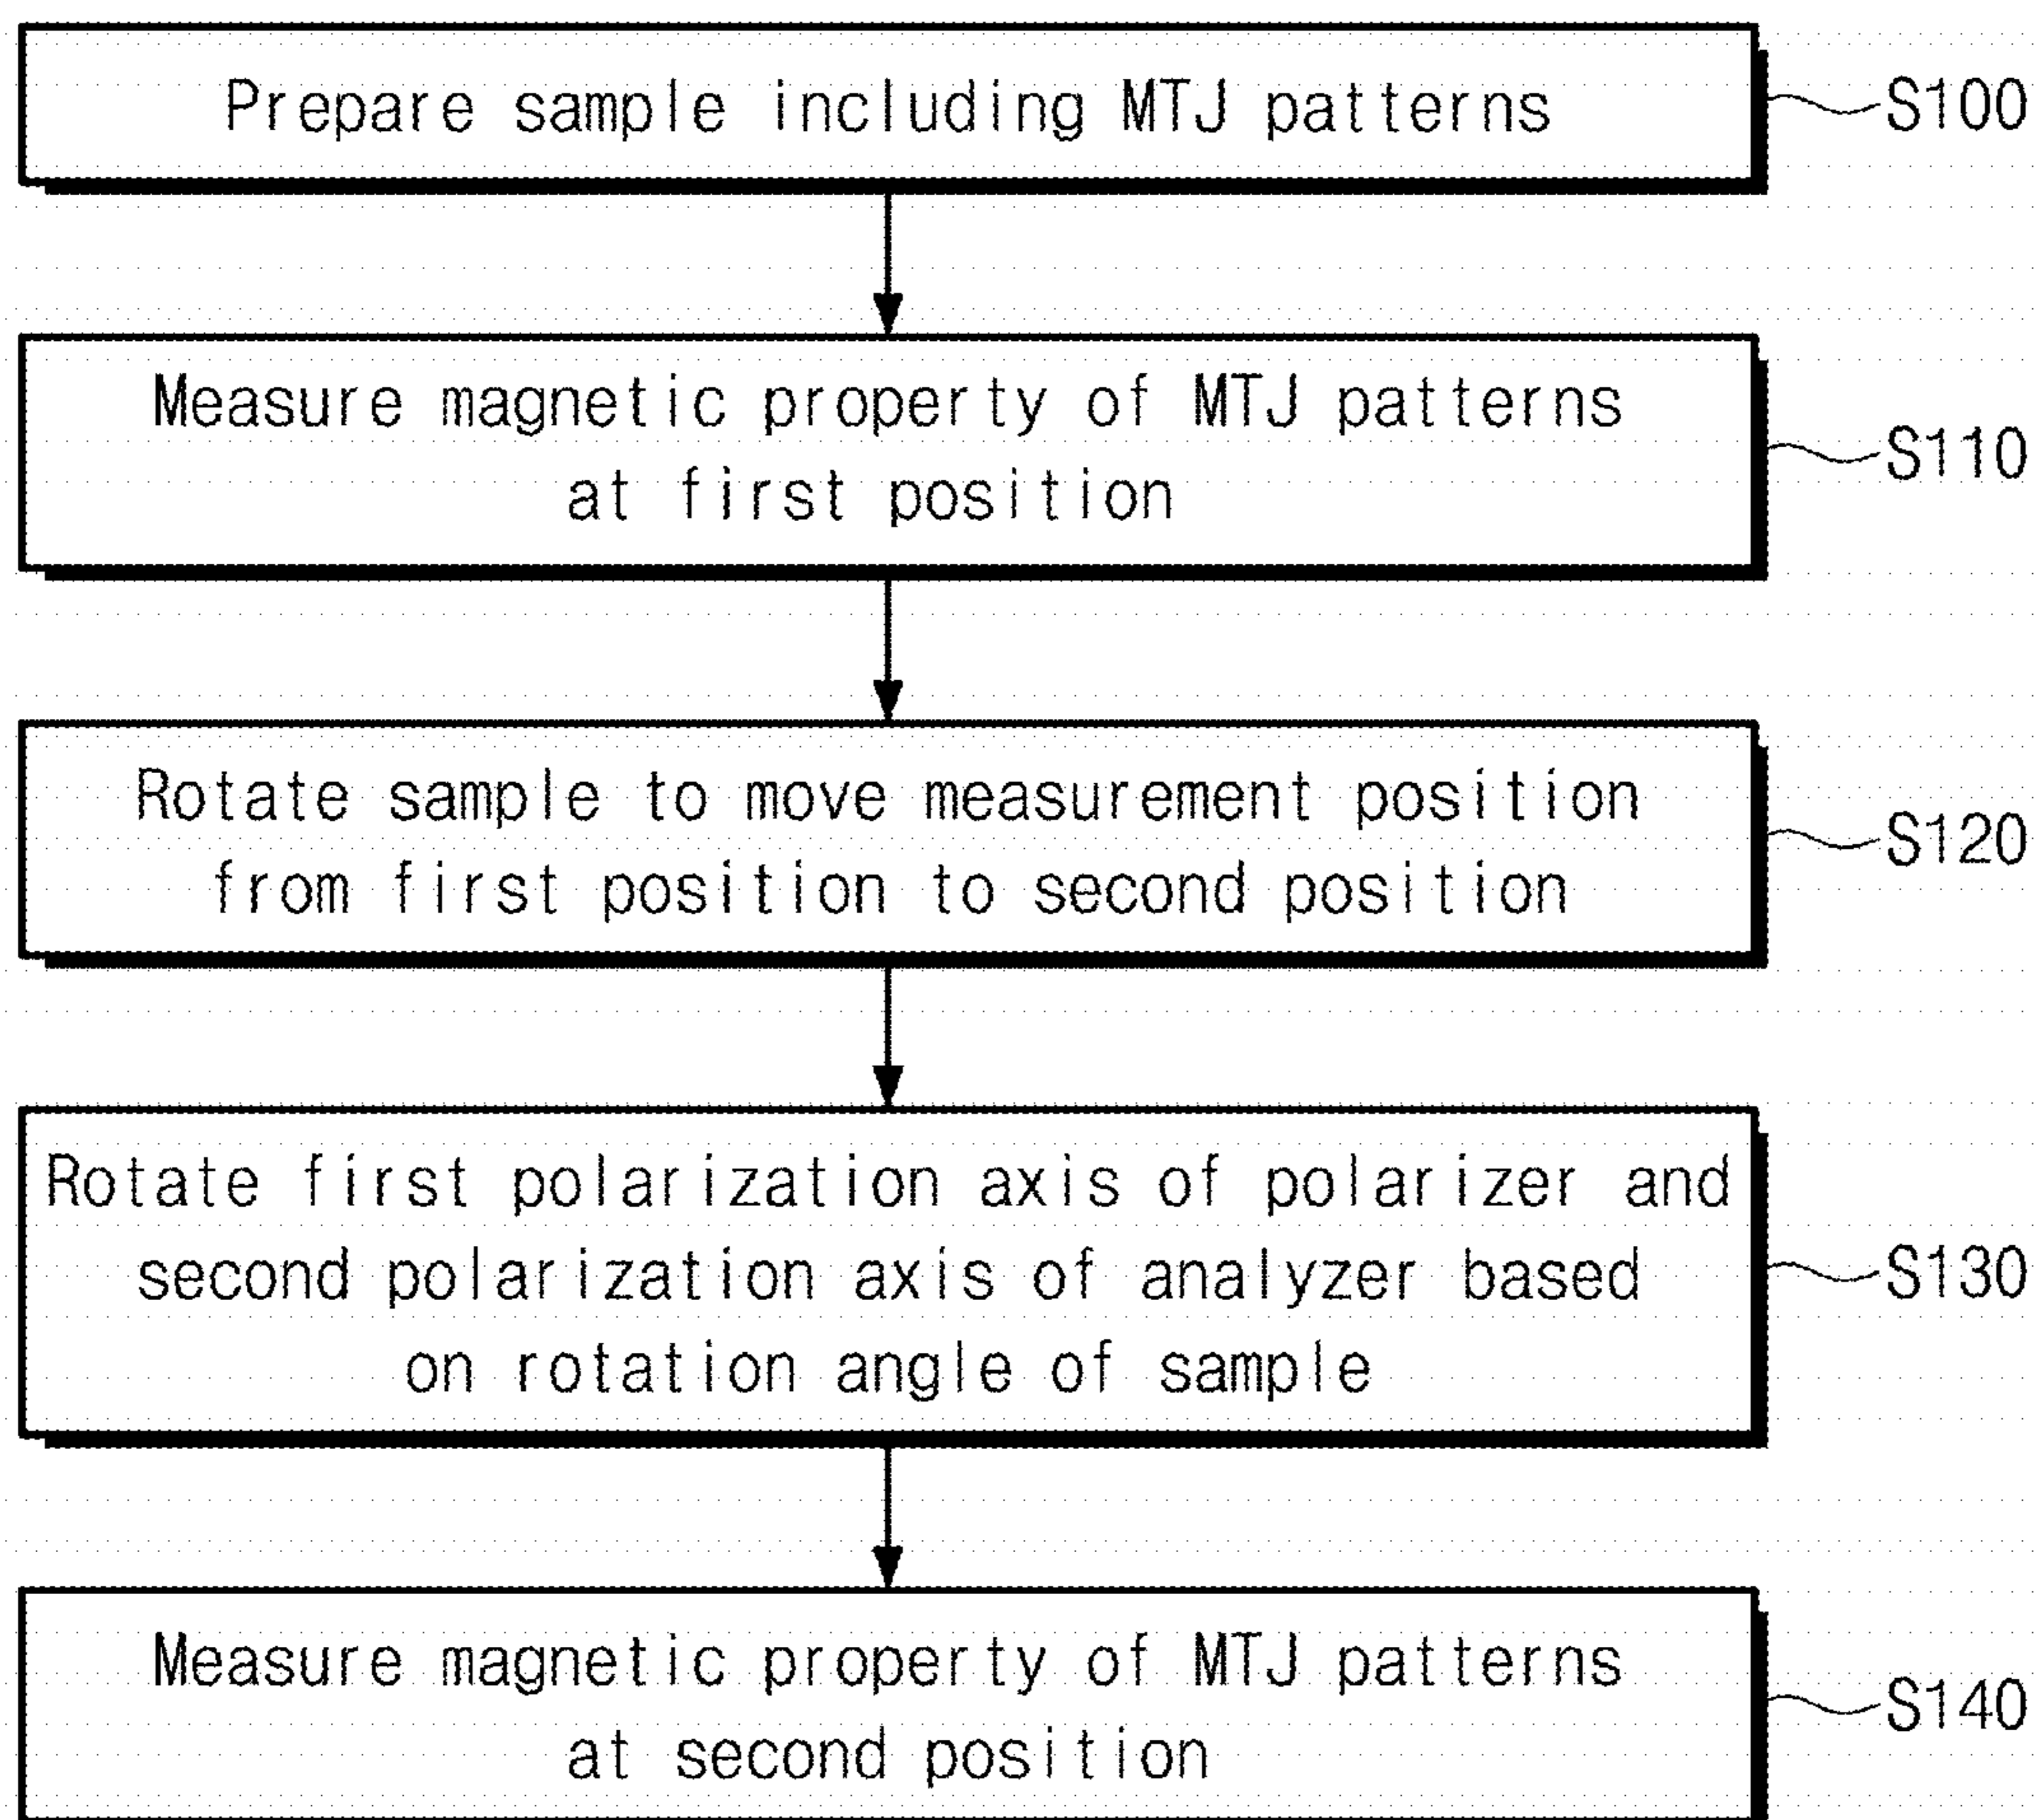 Prepare sample including MTJ patterns
S100
Measure magnetic property of MTJ patterns
at first position
S110
Rotate sample to move measurement position
from first position to second position
S120
Rotate first polarization axis of polarizer and
second polarization axis of analyzer based
on rotation angle of sample
S130
Measure magnetic property of MTJ patterns
at second position
S140